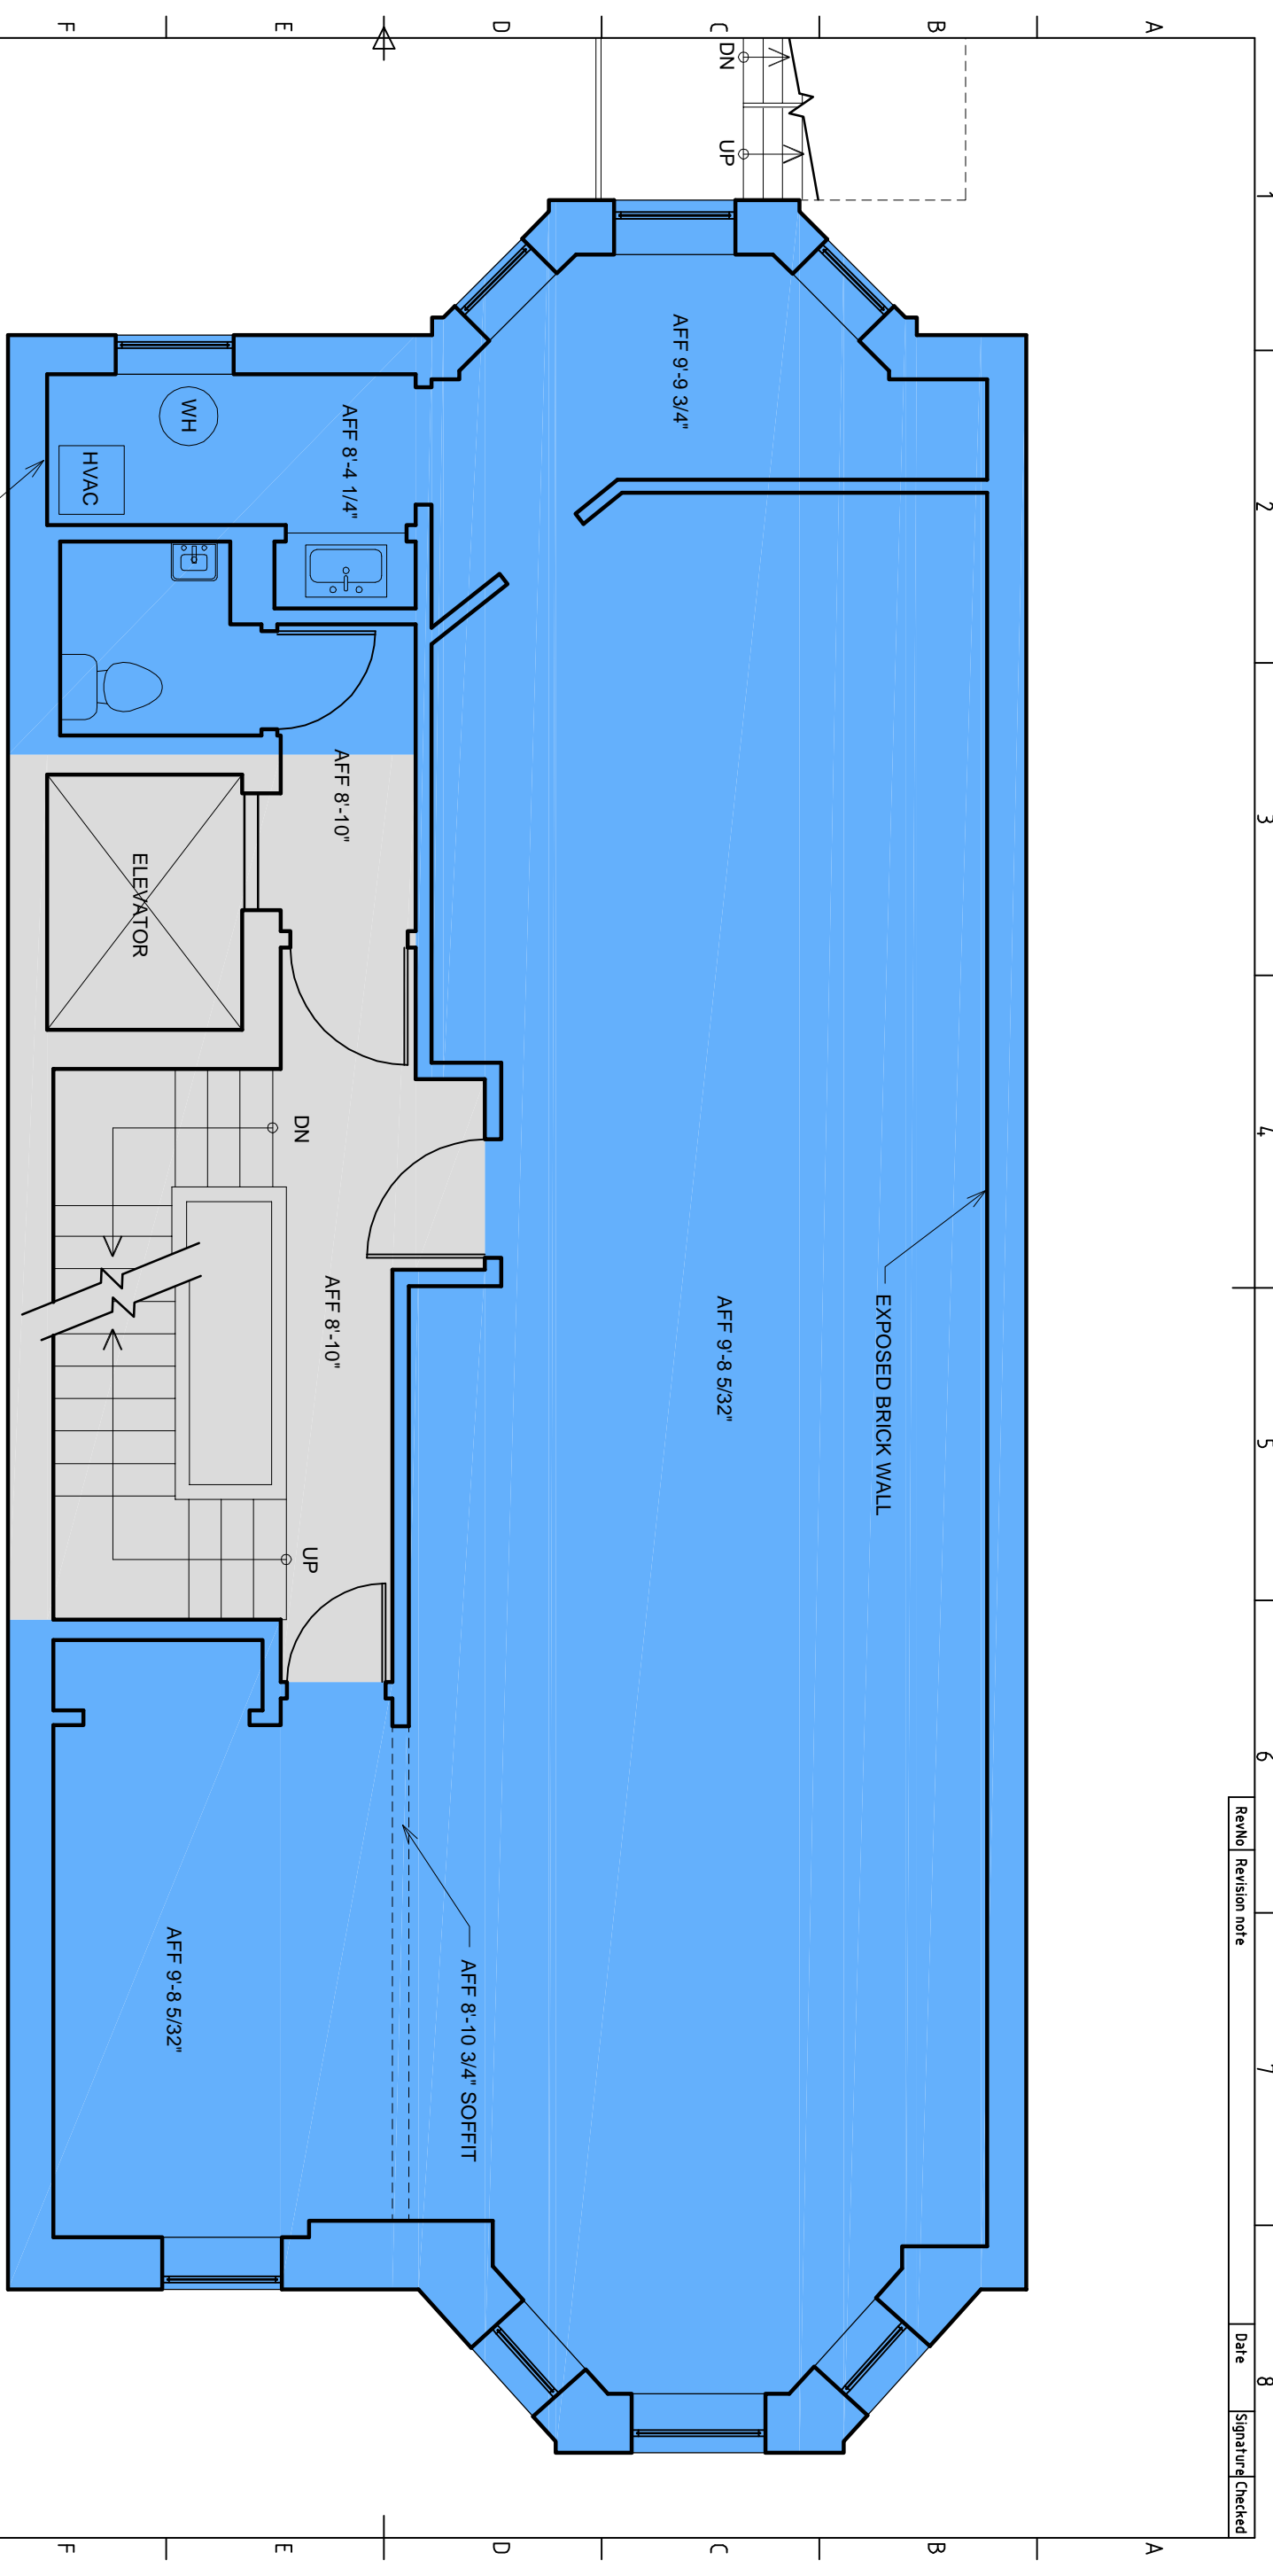 A
B
C
D
E
F
1
2
3
4
5
6
7
8
RevNo
Revision note
Date
Signature
Checked
DN
UP
AFF 9'-9 3/4"
AFF 8'-4 1/4"
WH
HVAC
AFF 8'-10"
ELEVATOR
DN
AFF 8'-10"
UP
EXPOSED BRICK WALL
AFF 9'-8 5/32"
AFF 8'-10 3/4" SOFFIT
AFF 9'-8 5/32"
A
B
C
D
E
F